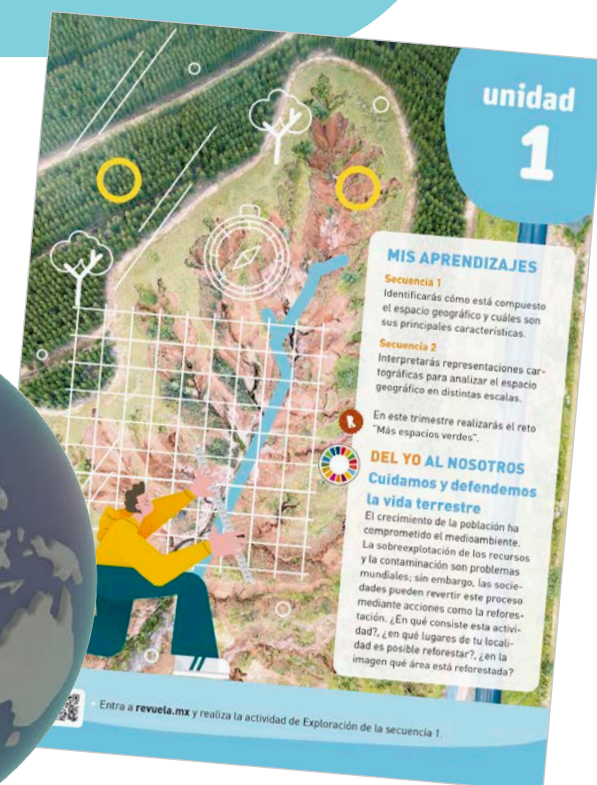 unidad
1
MIS APRENDIZAJES
Secuencia 1
Identificarás cómo está compuesto
el espacio geográfico y cuáles son
sus principales características.
Secuencia 2
Interpretarás representaciones car-
tográficas para analizar el espacio
geográfico en distintas escalas.
R
En este trimestre realizarás el reto
"Más espacios verdes".
DEL YO AL NOSOTROS
Cuidamos y defendemos
la vida terrestre
El crecimiento de la población ha
comprometido el medioambiente.
La sobreexplotación de los recursos
y la contaminación son problemas
mundiales; sin embargo, las socie-
dades pueden revertir este proceso
mediante acciones como la refores-
tación. ¿En qué consiste esta activi-
dad?, ¿en qué lugares de tu locali-
dad es posible reforestar?, ¿en la
imagen qué área está reforestada?
Entra a revuela.mx y realiza la actividad de Exploración de la secuencia 1.